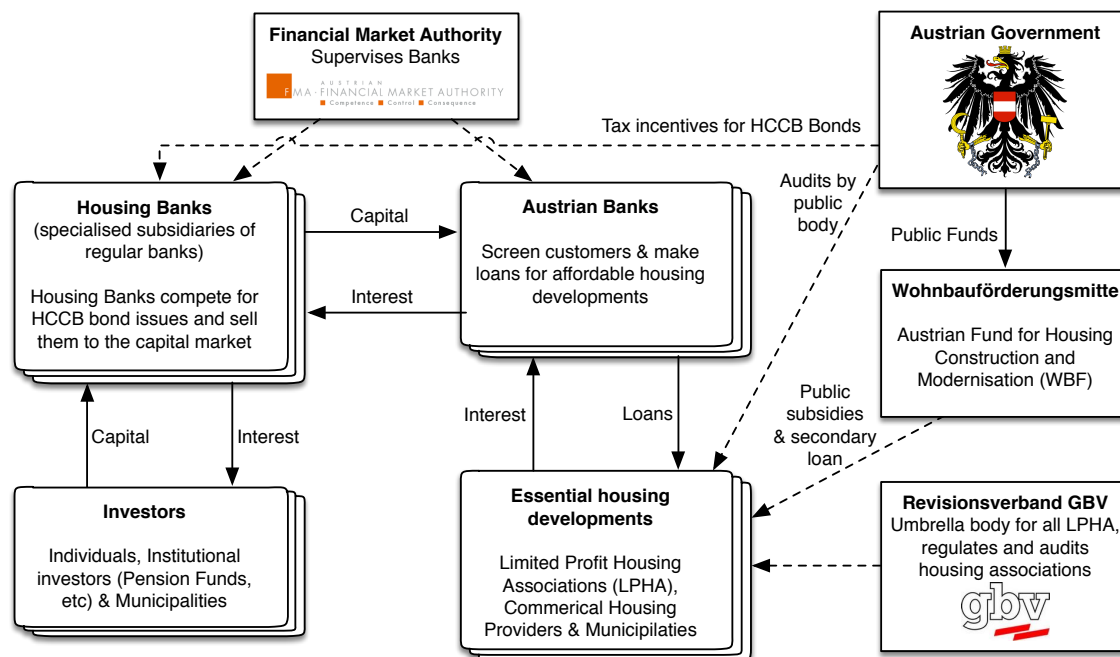 Financial Market Authority
Supervises Banks
AUSTRIAN
FMA - FINANCIAL MARKET AUTHORITY
Competence Control Consequence
Austrian Government
Tax incentives for HCCB Bonds
Audits by
public
body
Housing Banks
(specialised subsidiaries of
regular banks)
Housing Banks compete for
HCCB bond issues and sell
them to the capital market
Capital
Interest
Austrian Banks
Screen customers & make
loans for affordable housing
developments
Public Funds
Wohnbauförderungsmitte
Austrian Fund for Housing
Construction and
Modernisation (WBF)
Capital
Interest
Interest
Loans
Public
subsidies
& secondary
loan
Investors
Individuals, Institutional
investors (Pension Funds,
etc) & Municipalities
Essential housing
developments
Limited Profit Housing
Associations (LPHA),
Commerical Housing
Providers & Municipilaties
Revisionsverband GBV
Umbrella body for all LPHA,
regulates and audits
housing associations
gbv